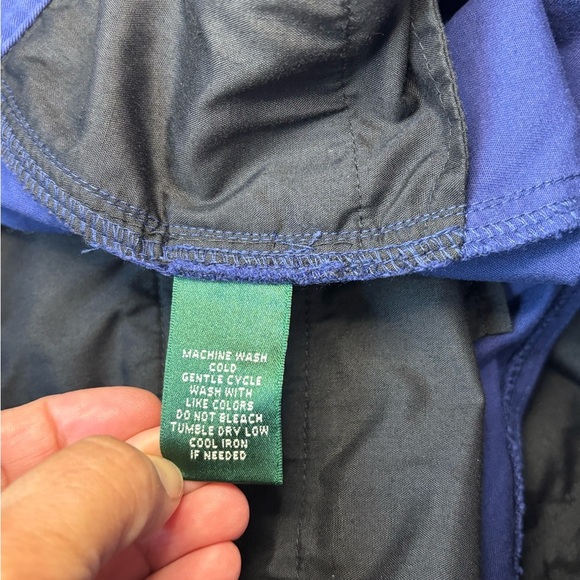 MACHINE WASH
COLD
GENTLE CYCLE
WASH WITH
LIKE COLORS
DO NOT BLEACH
TUMBLE DRY LOW
COOL IRON
IF NEEDED